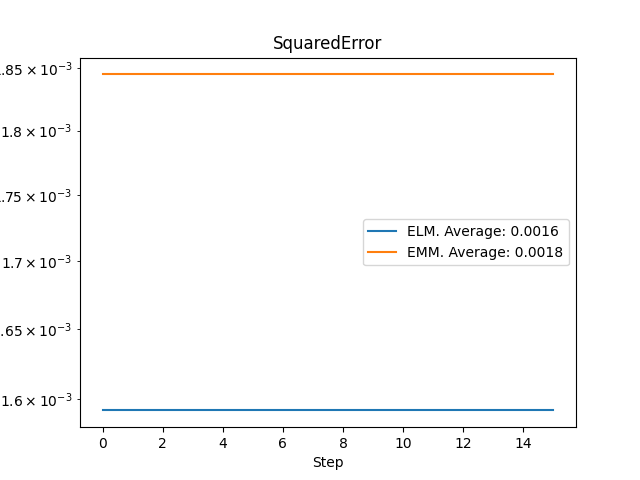 SquaredError
.85 × 10⁻³
1.8 × 10⁻³
.75 × 10⁻³
1.7 × 10⁻³
.65 × 10⁻³
1.6 × 10⁻³
ELM. Average: 0.0016
EMM. Average: 0.0018
0 2 4 6 8 10 12 14
Step